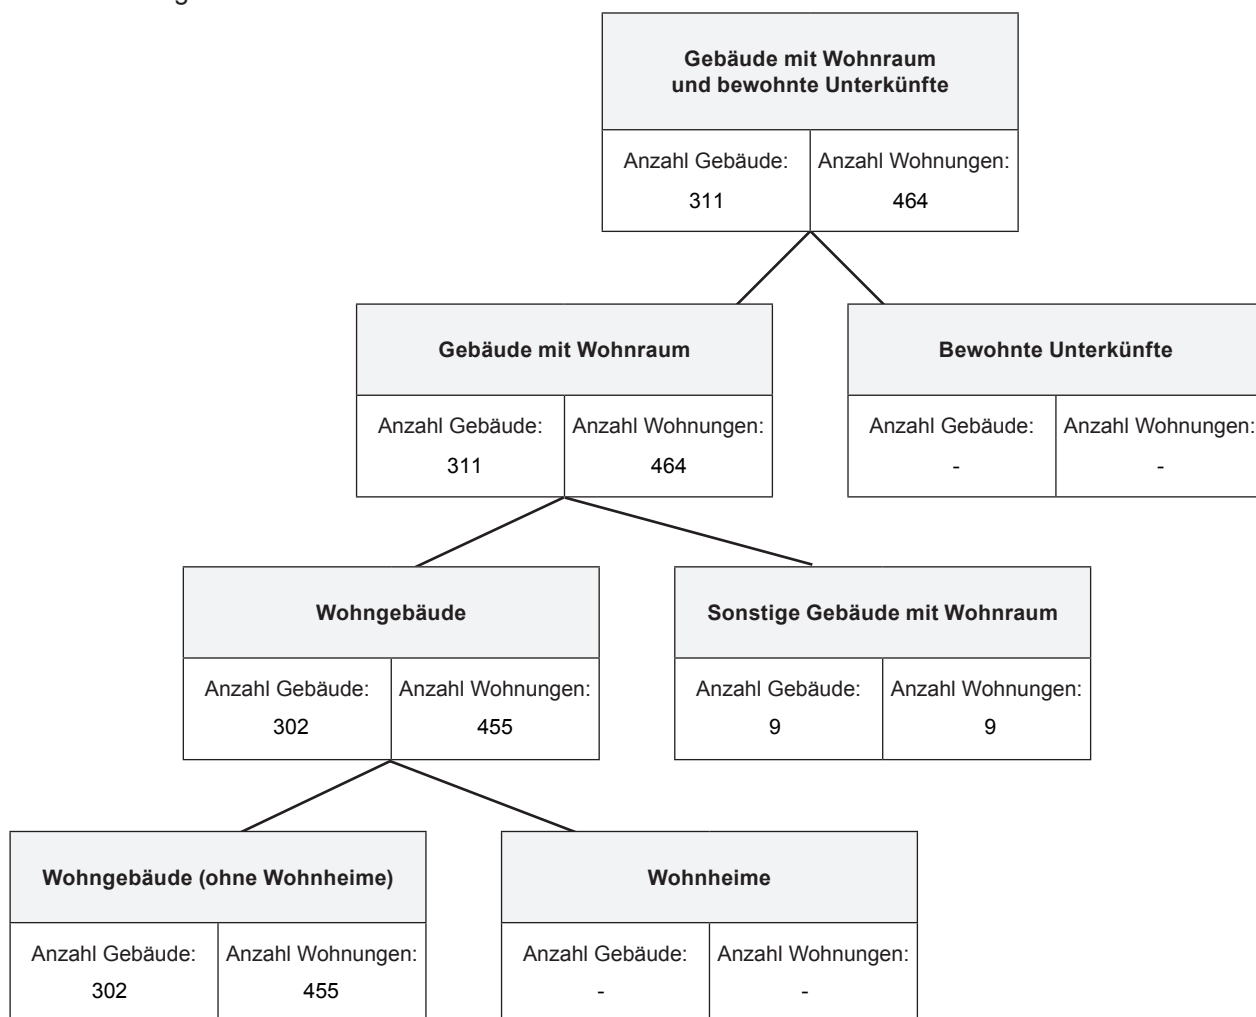 Gebäude mit Wohnraum
und bewohnte Unterkünfte
Anzahl Gebäude: Anzahl Wohnungen:
311 464
Gebäude mit Wohnraum
Anzahl Gebäude: Anzahl Wohnungen:
311 464
Bewohnte Unterkünfte
Anzahl Gebäude: Anzahl Wohnungen:
- -
Wohngebäude
Anzahl Gebäude: Anzahl Wohnungen:
302 455
Sonstige Gebäude mit Wohnraum
Anzahl Gebäude: Anzahl Wohnungen:
9 9
Wohngebäude (ohne Wohnheime)
Anzahl Gebäude: Anzahl Wohnungen:
302 455
Wohnheime
Anzahl Gebäude: Anzahl Wohnungen:
- -